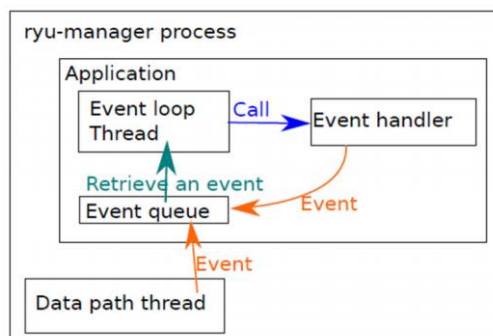 ryu-manager process
Application
Event loop
Thread
Call
Event handler
Retrieve an event
Event queue
Event
Event
Data path thread